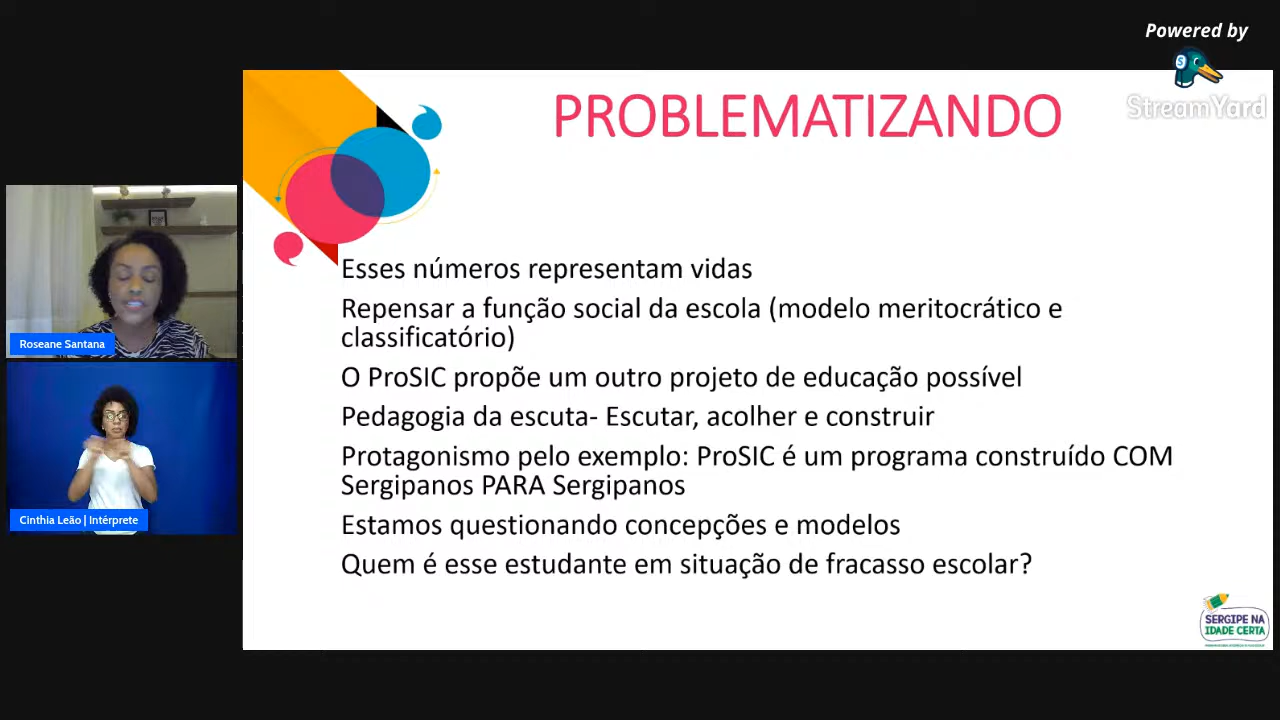 Powered by
StreamYard
PROBLEMATIZANDO
Esses números representam vidas
Repensar a função social da escola (modelo meritocrático e
classificatório)
O ProSIC propõe um outro projeto de educação possível
Pedagogia da escuta- Escutar, acolher e construir
Protagonismo pelo exemplo: ProSIC é um programa construído COM
Sergipanos PARA Sergipanos
Estamos questionando concepções e modelos
Quem é esse estudante em situação de fracasso escolar?
Roseane Santana
Cinthia Leão | Intérprete
SERGIPE NA
IDADE CERTA